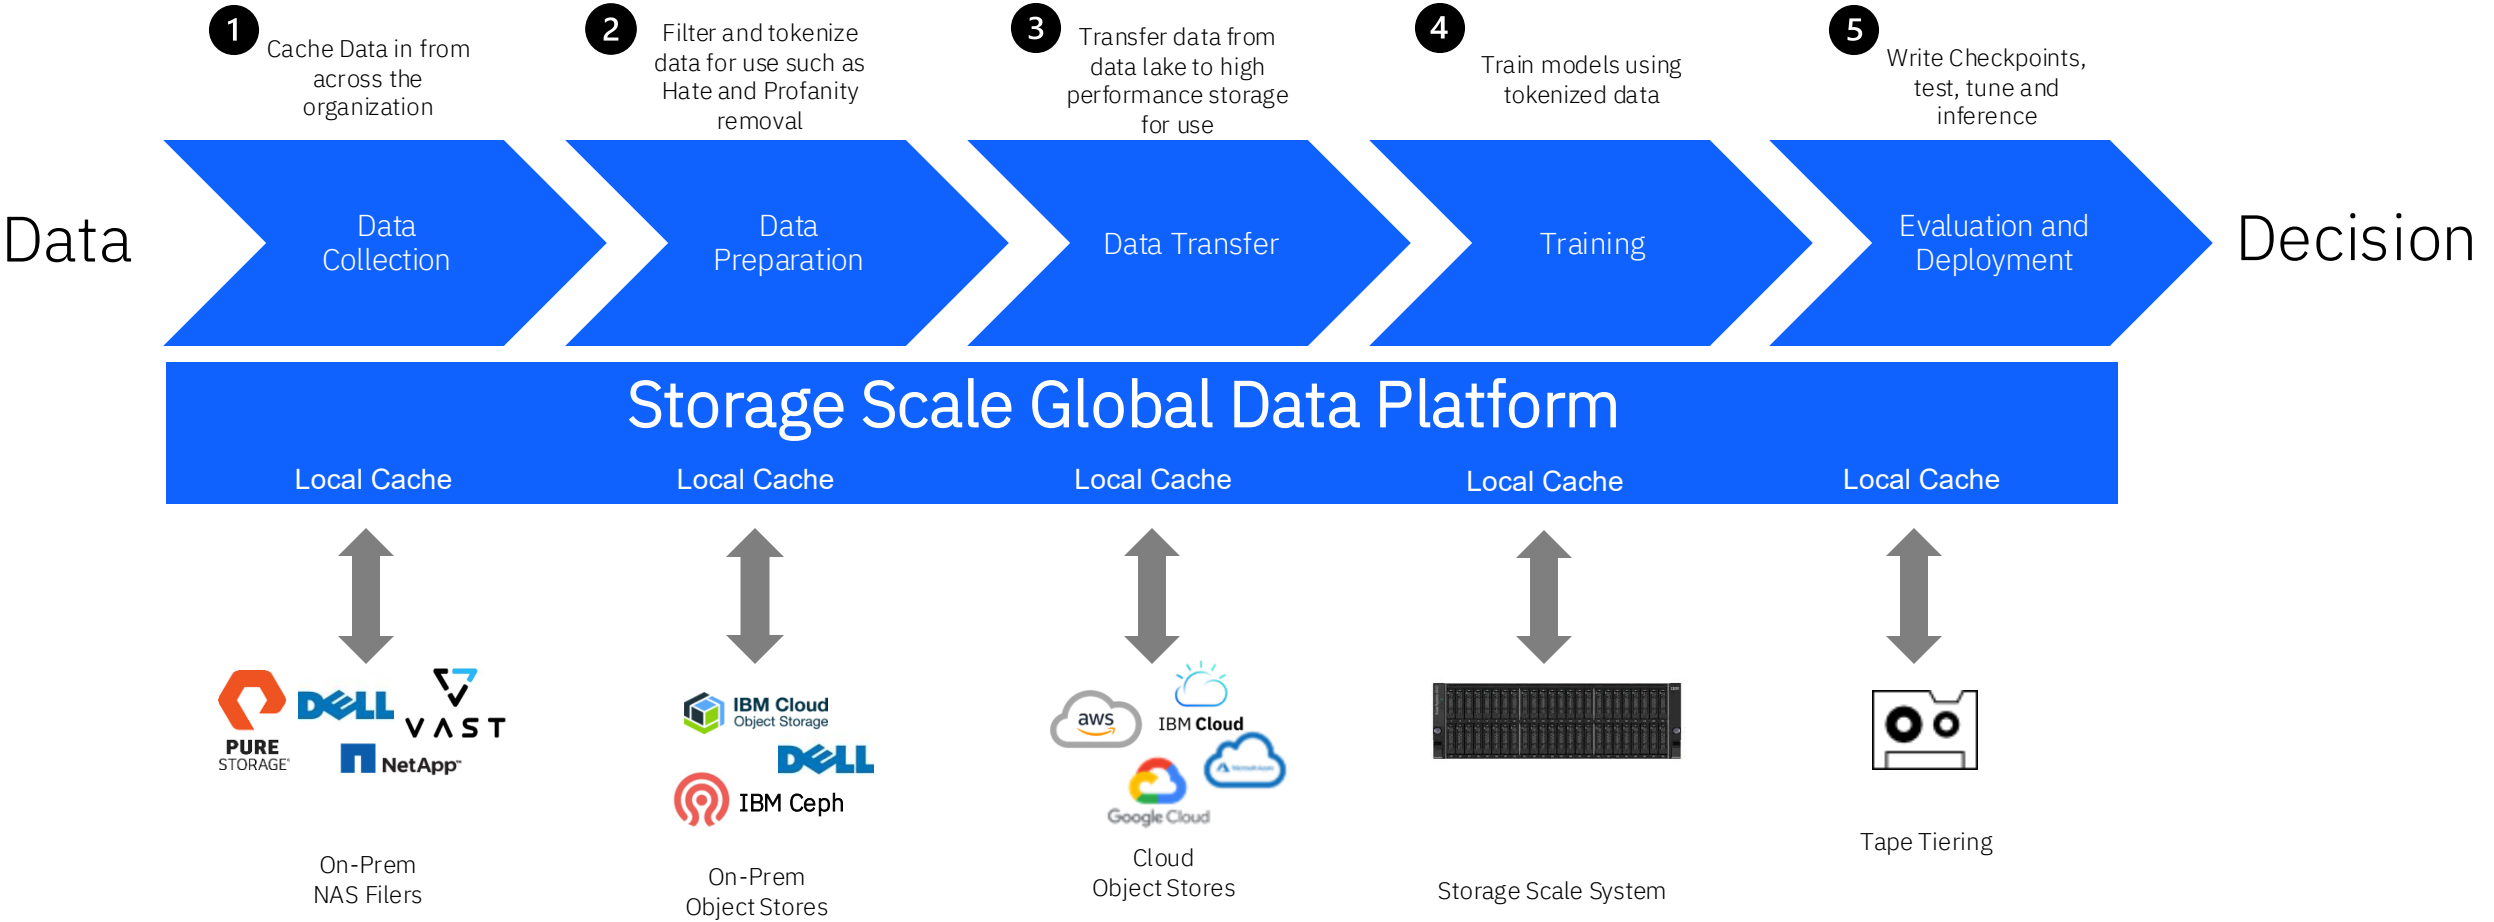 1
Cache Data in from
across the
organization
2
Filter and tokenize
data for use such as
Hate and Profanity
removal
3
Transfer data from
data lake to high
performance storage
for use
4
Train models using
tokenized data
5
Write Checkpoints,
test, tune and
inference
Data
Data
Collection
Data
Preparation
Data Transfer
Training
Evaluation and
Deployment
Decision
Storage Scale Global Data Platform
Local Cache
Local Cache
Local Cache
Local Cache
Local Cache
PURE
STORAGE
DELL
VAST
NetApp™
On-Prem
NAS Filers
IBM Cloud
Object Storage
DELL
IBM Ceph
On-Prem
Object Stores
aws
IBM Cloud
Microsoft Azure
Google Cloud
Cloud
Object Stores
Storage Scale System
Tape Tiering